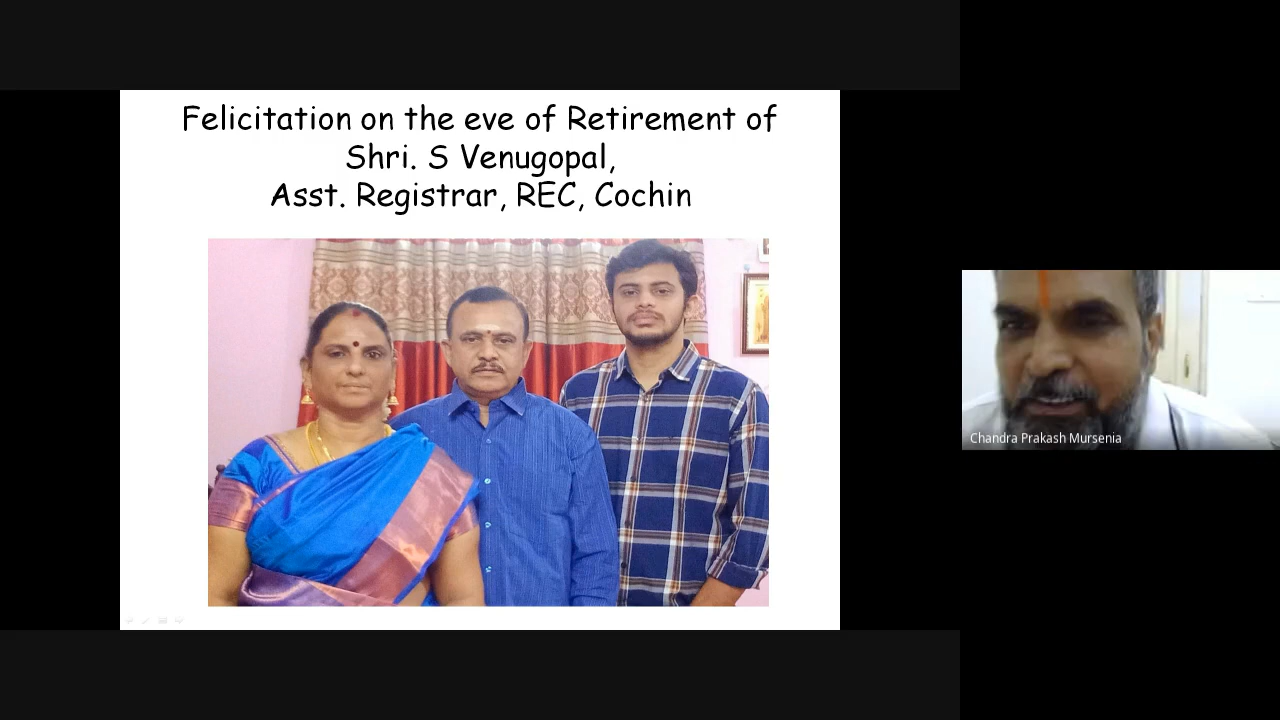 Felicitation on the eve of Retirement of
Shri. S Venugopal,
Asst. Registrar, REC, Cochin
Chandra Prakash Mursenia